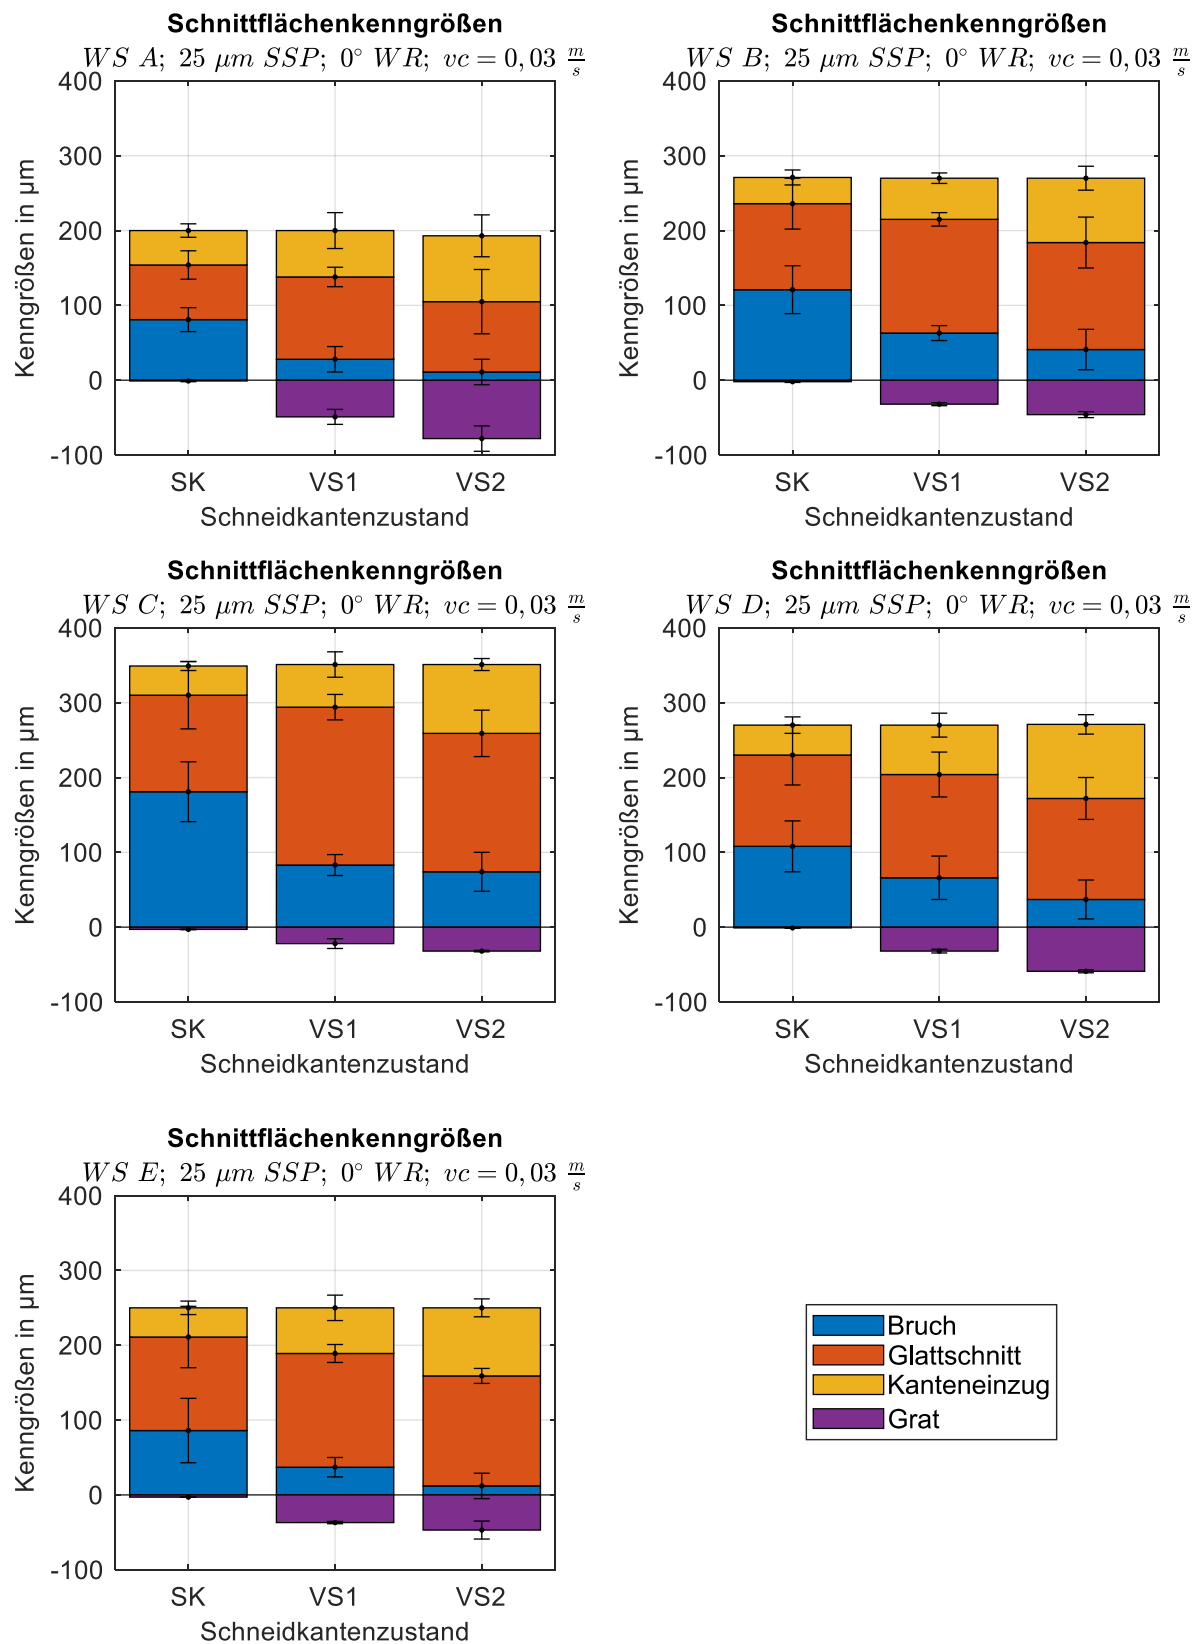 Schnittflächenkenngrößen
WS A; 25 μm SSP; 0° WR; vc = 0,03 m/s
400
300
200
100
0
-100
Kenngrößen in μm
SK VS1 VS2
Schneidkantenzustand
Schnittflächenkenngrößen
WS B; 25 μm SSP; 0° WR; vc = 0,03 m/s
400
300
200
100
0
-100
Kenngrößen in μm
SK VS1 VS2
Schneidkantenzustand
Schnittflächenkenngrößen
WS C; 25 μm SSP; 0° WR; vc = 0,03 m/s
400
300
200
100
0
-100
Kenngrößen in μm
SK VS1 VS2
Schneidkantenzustand
Schnittflächenkenngrößen
WS D; 25 μm SSP; 0° WR; vc = 0,03 m/s
400
300
200
100
0
-100
Kenngrößen in μm
SK VS1 VS2
Schneidkantenzustand
Schnittflächenkenngrößen
WS E; 25 μm SSP; 0° WR; vc = 0,03 m/s
400
300
200
100
0
-100
Kenngrößen in μm
SK VS1 VS2
Schneidkantenzustand
Bruch
Glattschnitt
Kanteneinzug
Grat